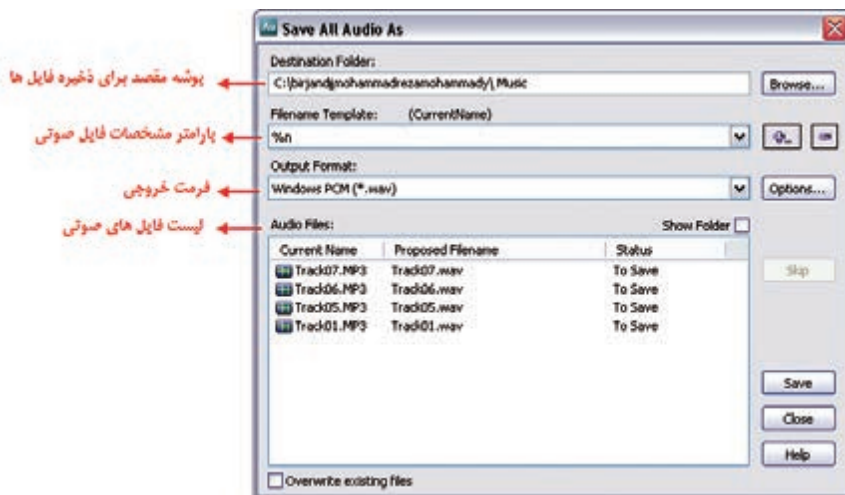 Save All Audio As
Destination Folder:
پوشه مقصد برای ذخیره فایل ها
C:\birjandjmohammadrezamohammady\ Music
Browse...
Filename Template: (CurrentName)
پارامتر مشخصات فایل صوتی
%n
Output Format:
فرمت خروجی
Windows PCM (*.wav)
Options...
لیست فایل های صوتی
Audio Files:
Show Folder
Current Name Proposed Filename Status
Track07.MP3 Track07.wav To Save
Track06.MP3 Track06.wav To Save
Track05.MP3 Track05.wav To Save
Track01.MP3 Track01.wav To Save
Skip
Save
Close
Help
Overwrite existing files